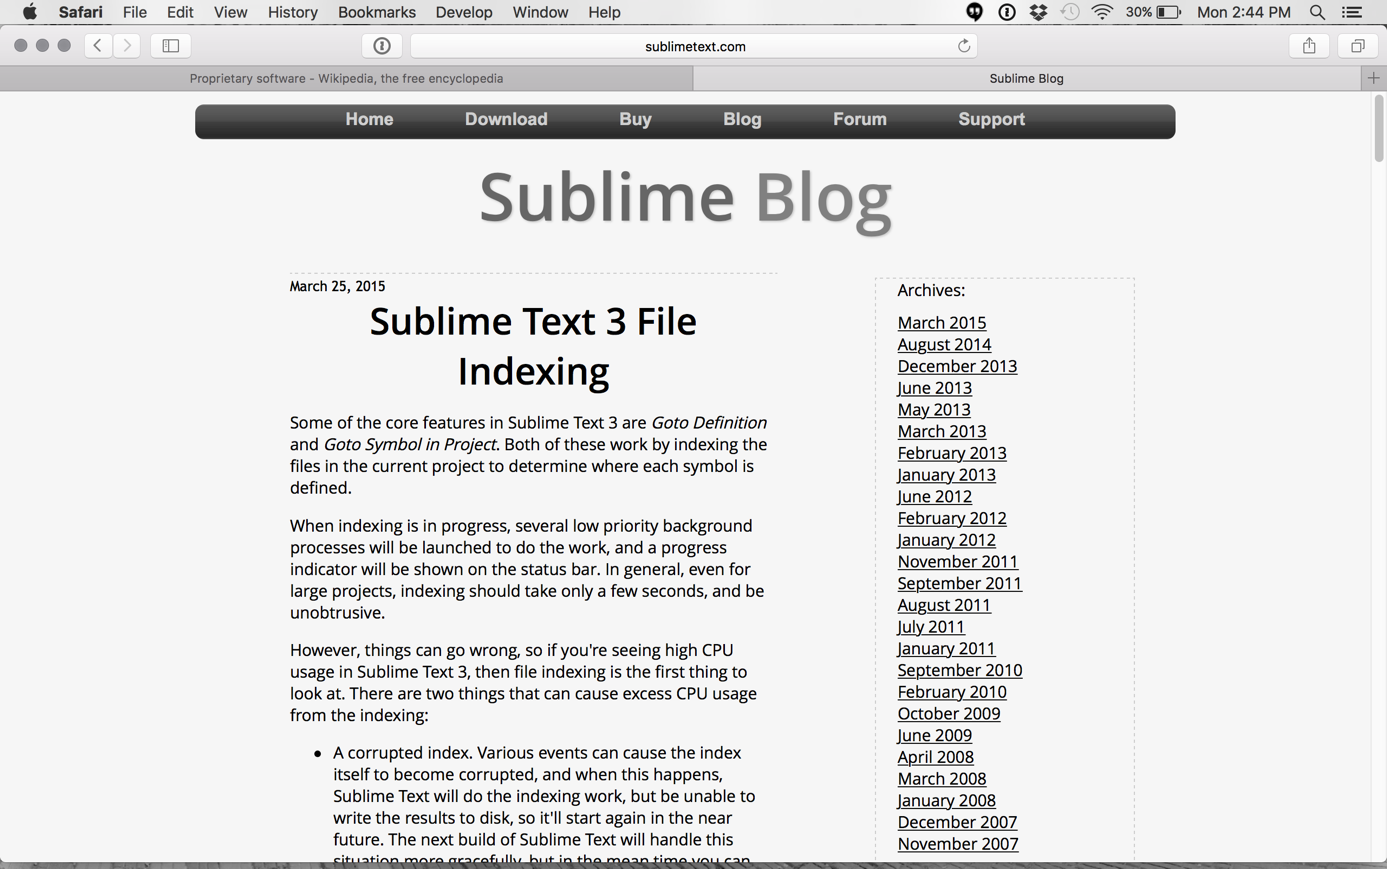 Safari File Edit View History Bookmarks Develop Window Help 30% Mon 2:44 PM
sublimetext.com
Proprietary software - Wikipedia, the free encyclopedia Sublime Blog
Home Download Buy Blog Forum Support
Sublime Blog
March 25, 2015
Sublime Text 3 File
Indexing
Some of the core features in Sublime Text 3 are Goto Definition
and Goto Symbol in Project. Both of these work by indexing the
files in the current project to determine where each symbol is
defined.
When indexing is in progress, several low priority background
processes will be launched to do the work, and a progress
indicator will be shown on the status bar. In general, even for
large projects, indexing should take only a few seconds, and be
unobtrusive.
However, things can go wrong, so if you're seeing high CPU
usage in Sublime Text 3, then file indexing is the first thing to
look at. There are two things that can cause excess CPU usage
from the indexing:
• A corrupted index. Various events can cause the index
itself to become corrupted, and when this happens,
Sublime Text will do the indexing work, but be unable to
write the results to disk, so it'll start again in the near
future. The next build of Sublime Text will handle this
situation more gracefully, but in the mean time you can
Archives:
March 2015
August 2014
December 2013
June 2013
May 2013
March 2013
February 2013
January 2013
June 2012
February 2012
January 2012
November 2011
September 2011
August 2011
July 2011
January 2011
September 2010
February 2010
October 2009
June 2009
April 2008
March 2008
January 2008
December 2007
November 2007